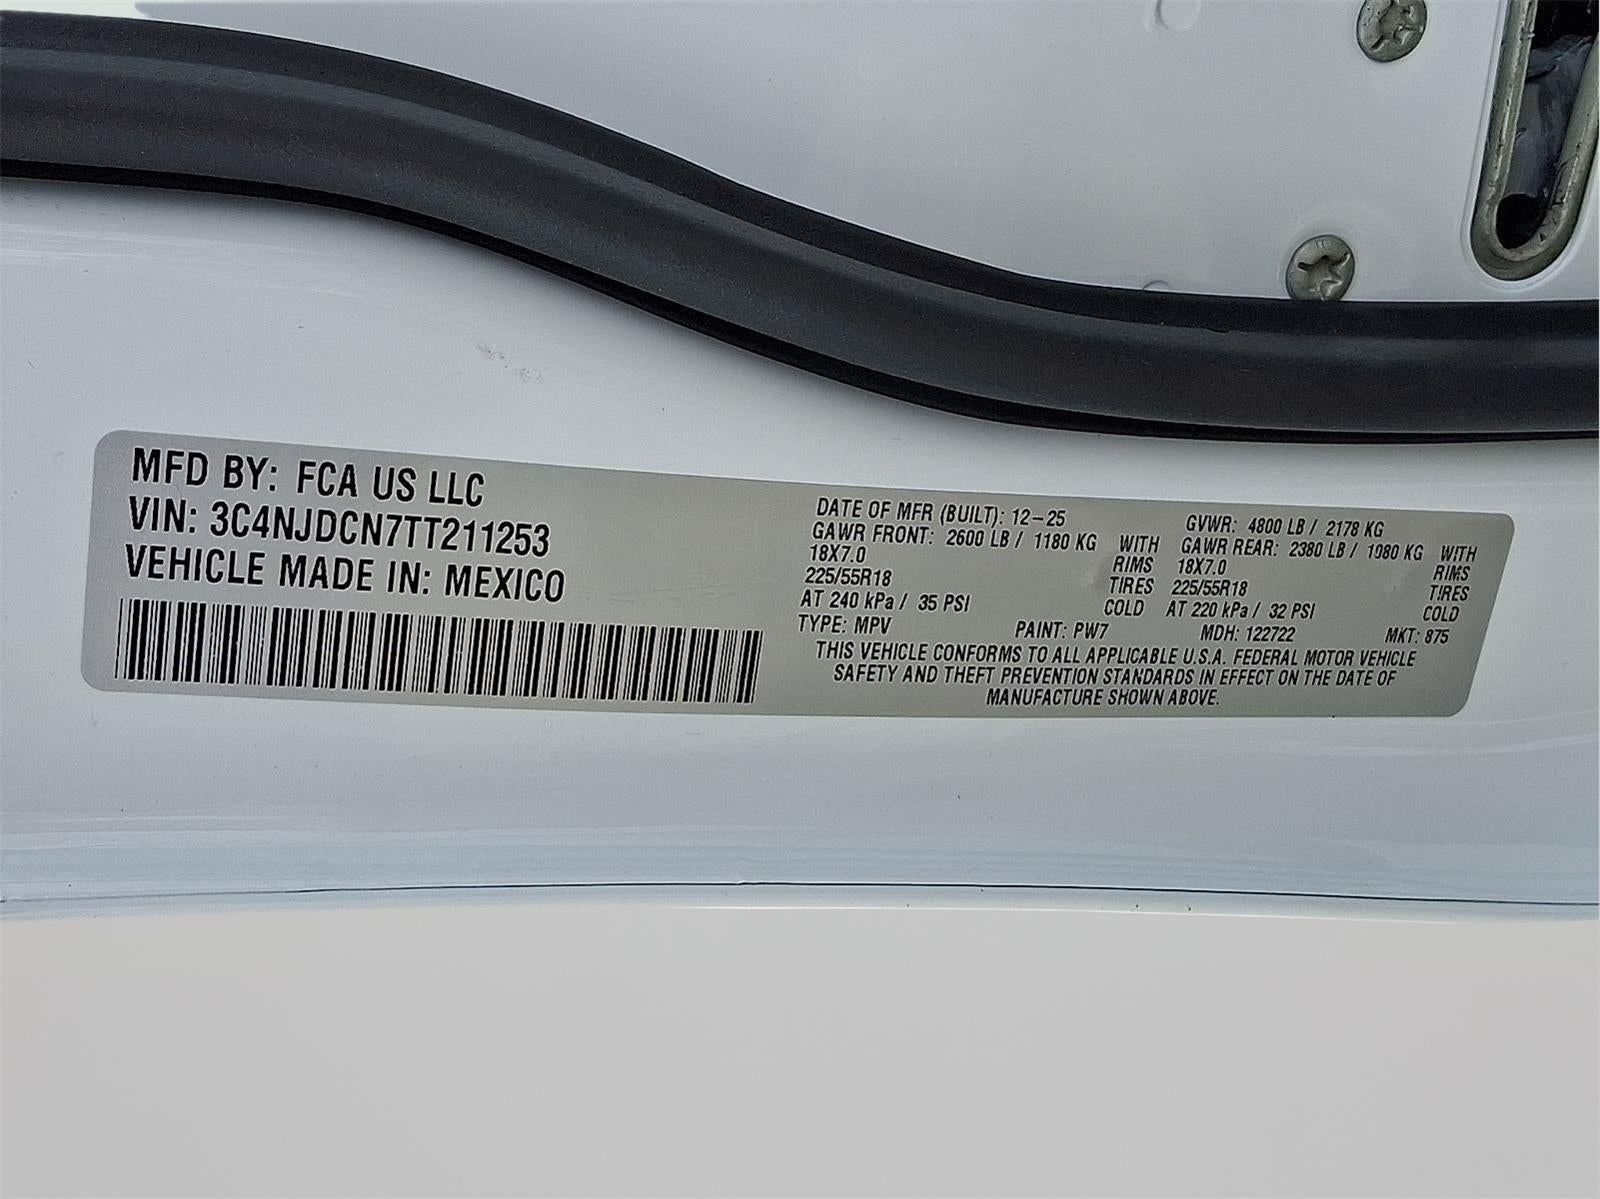 MFD BY: FCA US LLC
VIN: 3C4NJDCN7TT211253
VEHICLE MADE IN: MEXICO
DATE OF MFR (BUILT): 12-25 GVWR: 4800 LB / 2178 KG
GAWR FRONT: 2600 LB / 1180 KG WITH GAWR REAR: 2380 LB / 1080 KG WITH
18X7.0 RIMS 18X7.0 RIMS
225/55R18 TIRES 225/55R18 TIRES
AT 240 kPa / 35 PSI COLD AT 220 kPa / 32 PSI COLD
TYPE: MPV PAINT: PW7 MDH: 122722 MKT: 875
THIS VEHICLE CONFORMS TO ALL APPLICABLE U.S.A. FEDERAL MOTOR VEHICLE
SAFETY AND THEFT PREVENTION STANDARDS IN EFFECT ON THE DATE OF
MANUFACTURE SHOWN ABOVE.